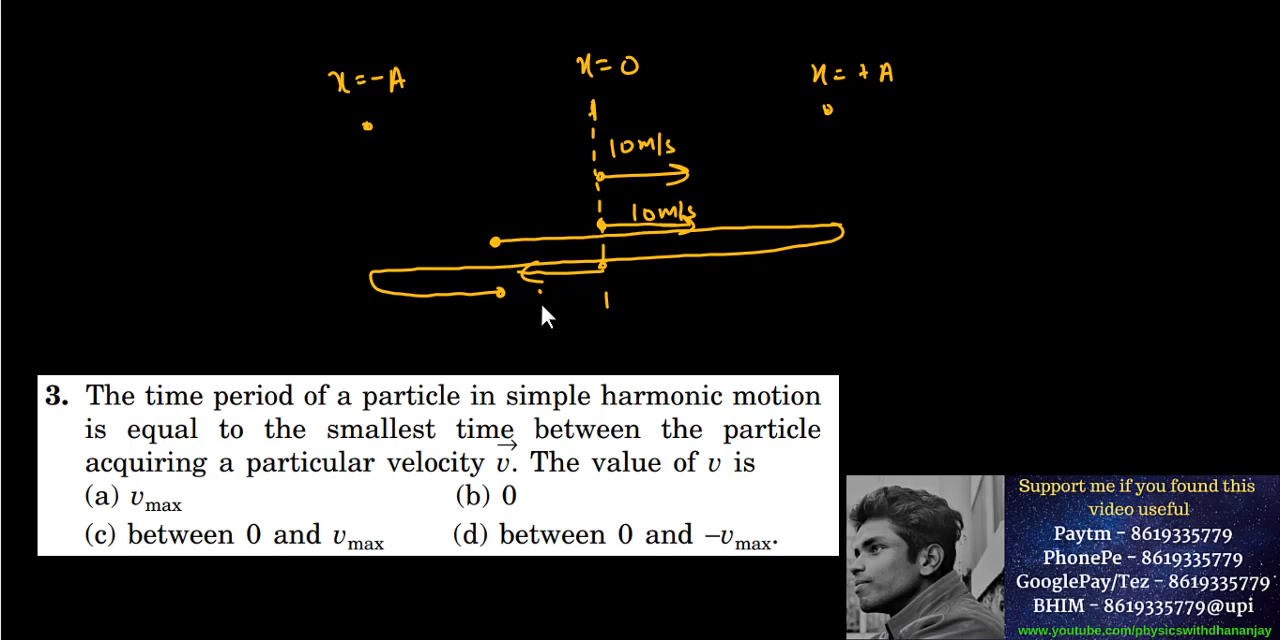 x = -A
x = 0
x = + A
10 m/s
10 m/s
3. The time period of a particle in simple harmonic motion
is equal to the smallest time between the particle
acquiring a particular velocity v⃗. The value of v is
(a) vmax (b) 0
(c) between 0 and vmax (d) between 0 and –vmax.
Support me if you found this
video useful
Paytm - 8619335779
PhonePe - 8619335779
GooglePay/Tez - 8619335779
BHIM - 8619335779@upi
www.youtube.com/physicswithdhananjay